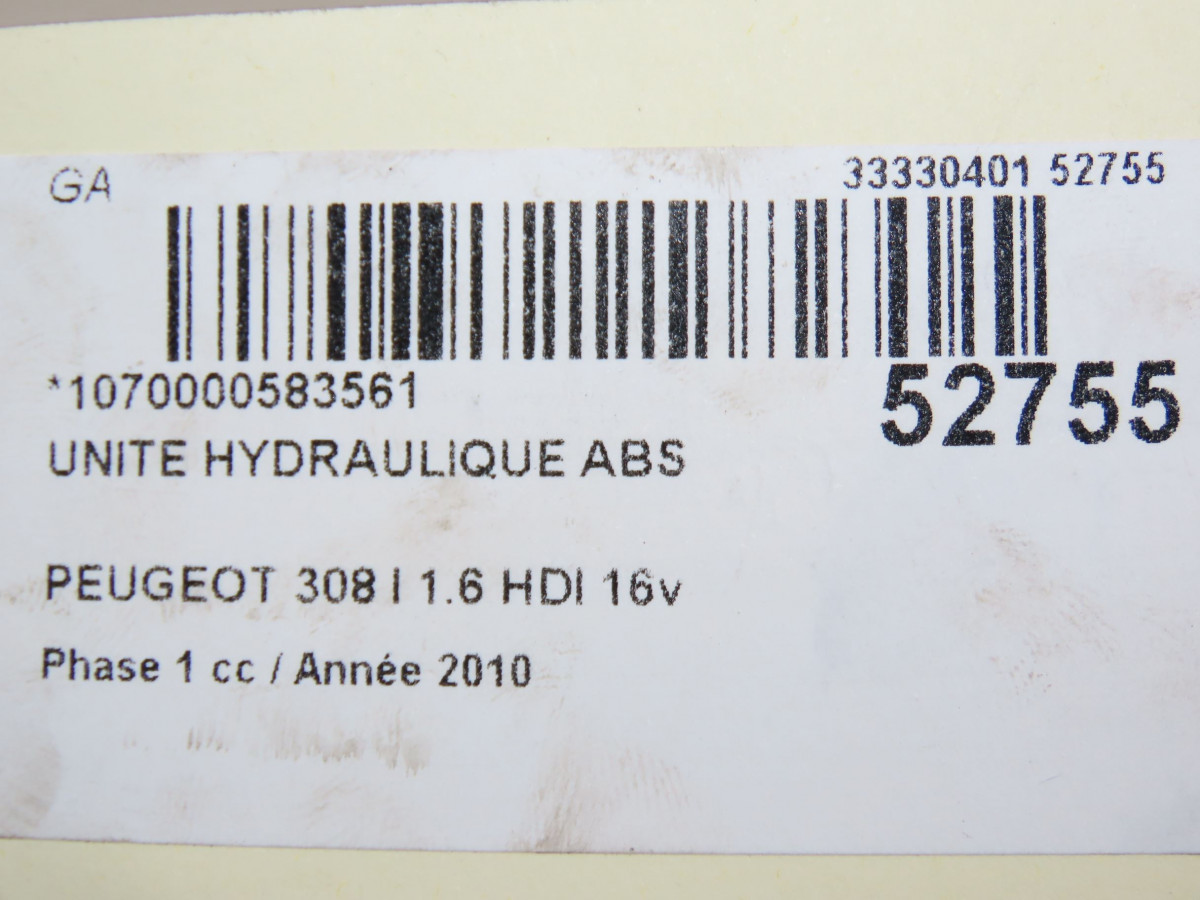 GA 33330401 52755
*1070000583561
52755
UNITE HYDRAULIQUE ABS
PEUGEOT 308 I 1.6 HDI 16v
Phase 1 cc / Année 2010